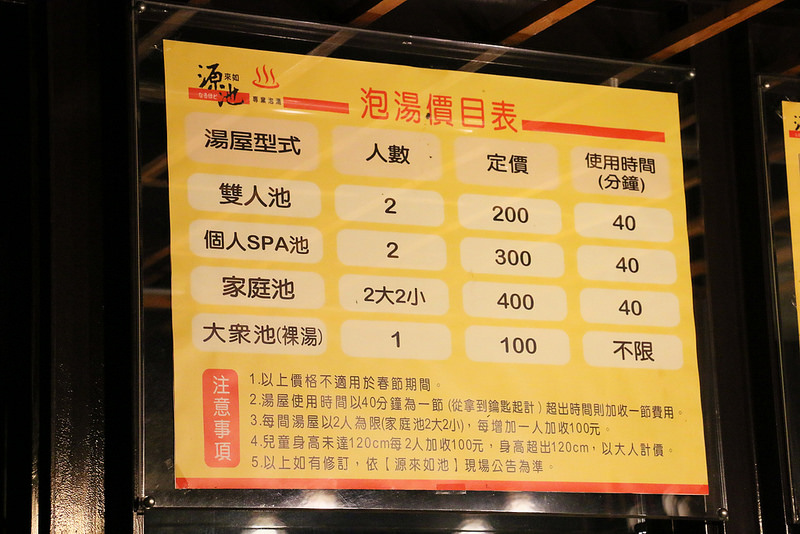 源來如池
なるほど
專業泡湯
泡湯價目表
湯屋型式 人數 定價 使用時間(分鐘)
雙人池 2 200 40
個人SPA池 2 300 40
家庭池 2大2小 400 40
大眾池(裸湯) 1 100 不限
注意事項
1.以上價格不適用於春節期間。
2.湯屋使用時間以40分鐘為一節(從拿到鑰匙起計)超出時間則加收一節費用。
3.每間湯屋以2人為限(家庭池2大2小),每增加一人加收100元。
4.兒童身高未達120cm每2人加收100元,身高超出120cm,以大人計價。
5.以上如有修訂,依【源來如池】現場公告為準。